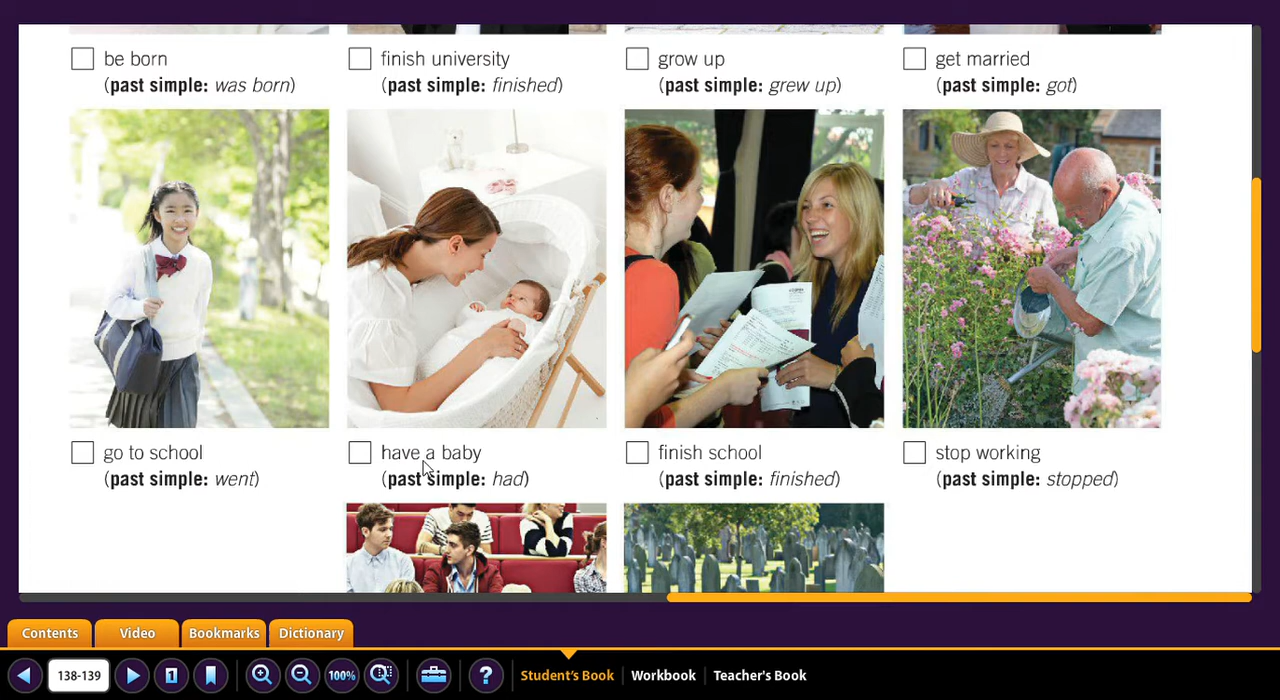 be born
(past simple: was born)
finish university
(past simple: finished)
grow up
(past simple: grew up)
get married
(past simple: got)
go to school
(past simple: went)
have a baby
(past simple: had)
finish school
(past simple: finished)
stop working
(past simple: stopped)
Contents
Video
Bookmarks
Dictionary
138-139
1
100%
?
Student's Book
Workbook
Teacher's Book